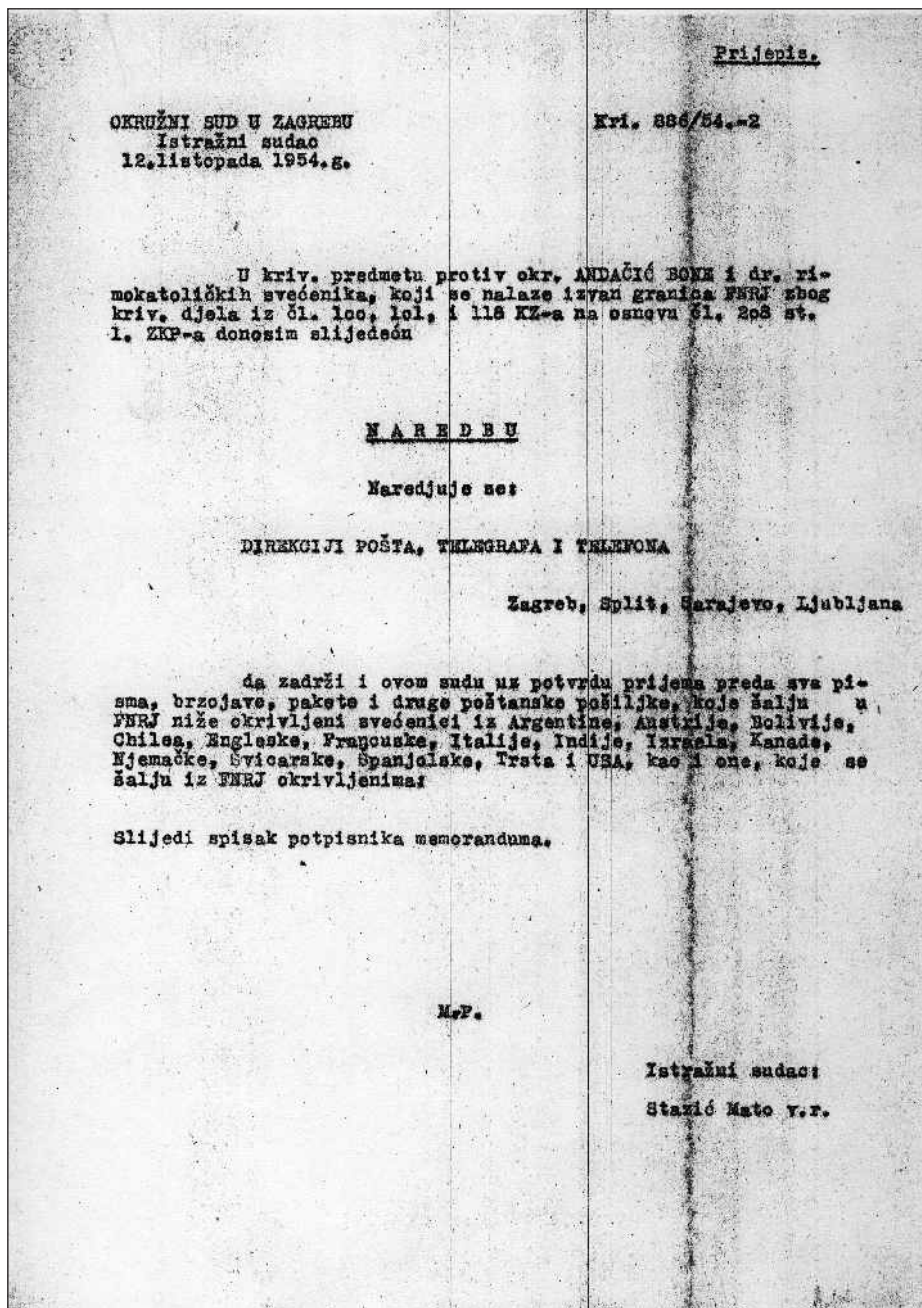 Prijepis.
OKRUŽNI SUD U ZAGREBU Kri. 886/54.-2
Istražni sudac
12.listopada 1954.g.
U kriv. predmetu protiv okr. ANDAČIĆ BONE i dr. ri-
mokatoličkih svećenika, koji se nalaze izvan granica FNRJ zbog
kriv. djela iz čl. loo, lol, i 118 KZ-a na osnovu čl. 2o3 st.
1. ZKP-a donosim slijedeću
N A R E D B U
Naredjuje se:
DIREKCIJI POŠTA, TELEGRAFA I TELEFONA
Zagreb, Split, Sarajevo, Ljubljana
da zadrži i ovom sudu uz potvrdu prijema preda sva pi-
sma, brzojave, pakete i druge poštanske pošiljke, koje šalju u
FNRJ niže okrivljeni svećenici iz Argentine, Austrije, Bolivije,
Chilea, Engleske, Francuske, Italije, Indije, Izraela, Kanade,
Njemačke, Švicarske, Španjolske, Trsta i USA, kao i one, koje se
šalju iz FNRJ okrivljenima:
Slijedi spisak potpisnika memoranduma.
M.P.
Istražni sudac:
Stazić Mato v.r.